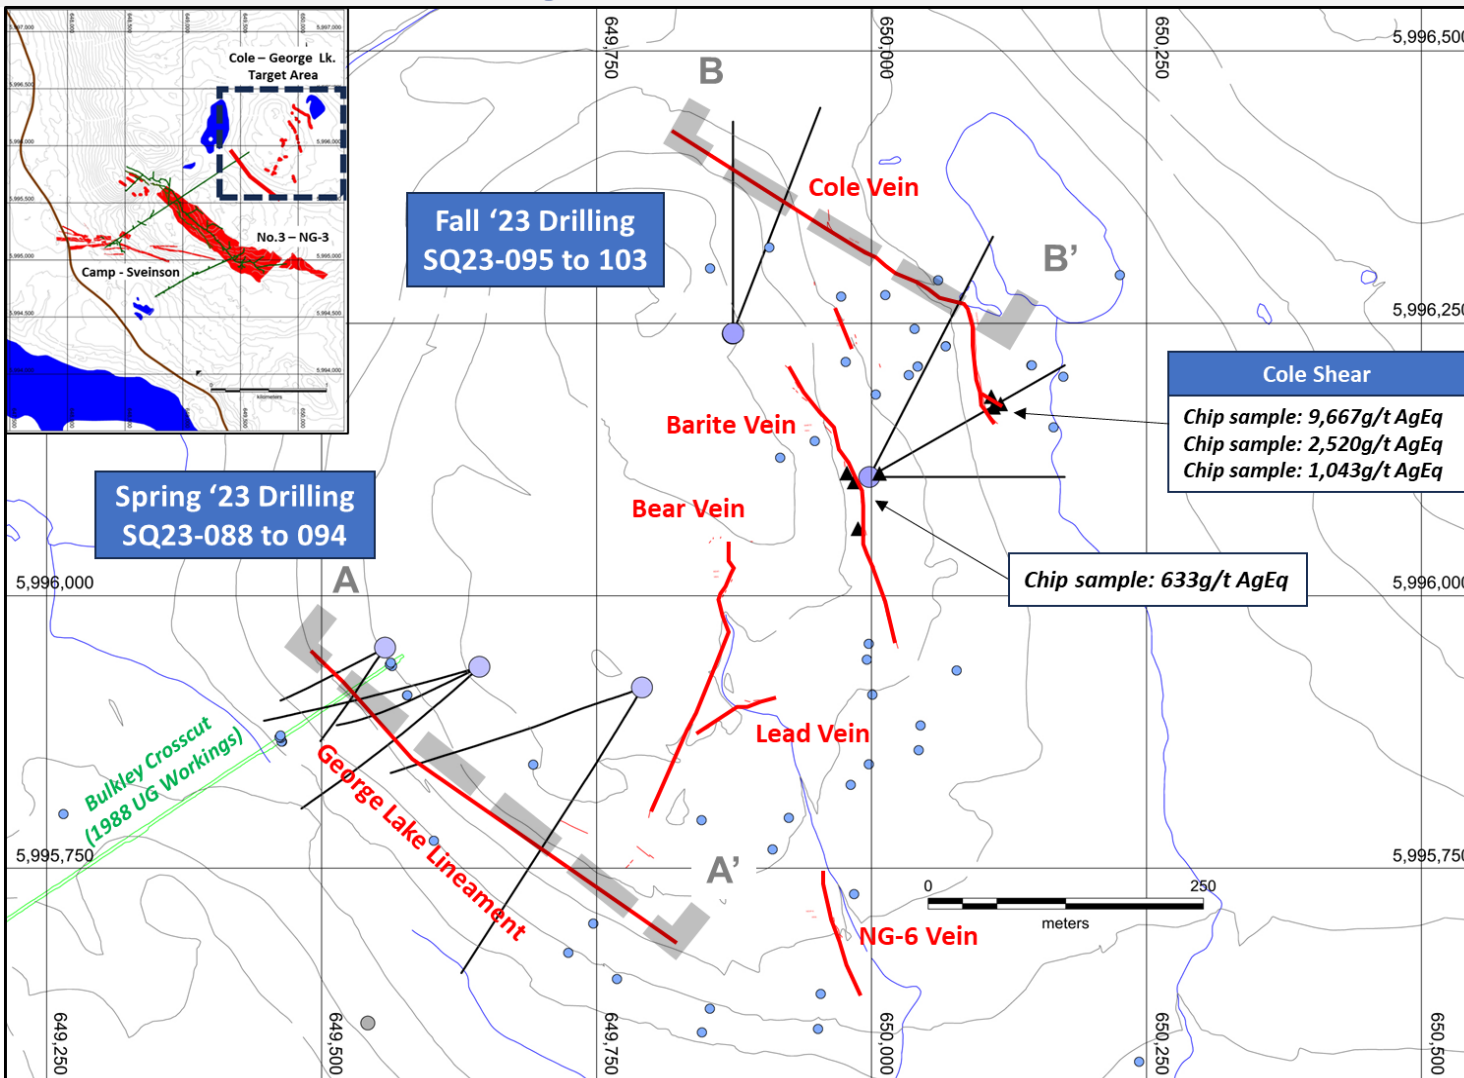 Cole – George Lk.
Target Area
No.3 – NG-3
Camp - Sveinson
kilometers
649,750
650,000
650,250
5,996,500
B
Cole Vein
B'
Fall '23 Drilling
SQ23-095 to 103
5,996,250
Cole Shear
Chip sample: 9,667g/t AgEq
Chip sample: 2,520g/t AgEq
Chip sample: 1,043g/t AgEq
Barite Vein
Spring '23 Drilling
SQ23-088 to 094
Bear Vein
Chip sample: 633g/t AgEq
5,996,000
5,996,000
A
Lead Vein
Bulkley Crosscut
(1988 UG Workings)
George Lake Lineament
5,995,750
5,995,750
A'
0
250
meters
NG-6 Vein
649,250
649,500
649,750
650,000
650,250
650,500